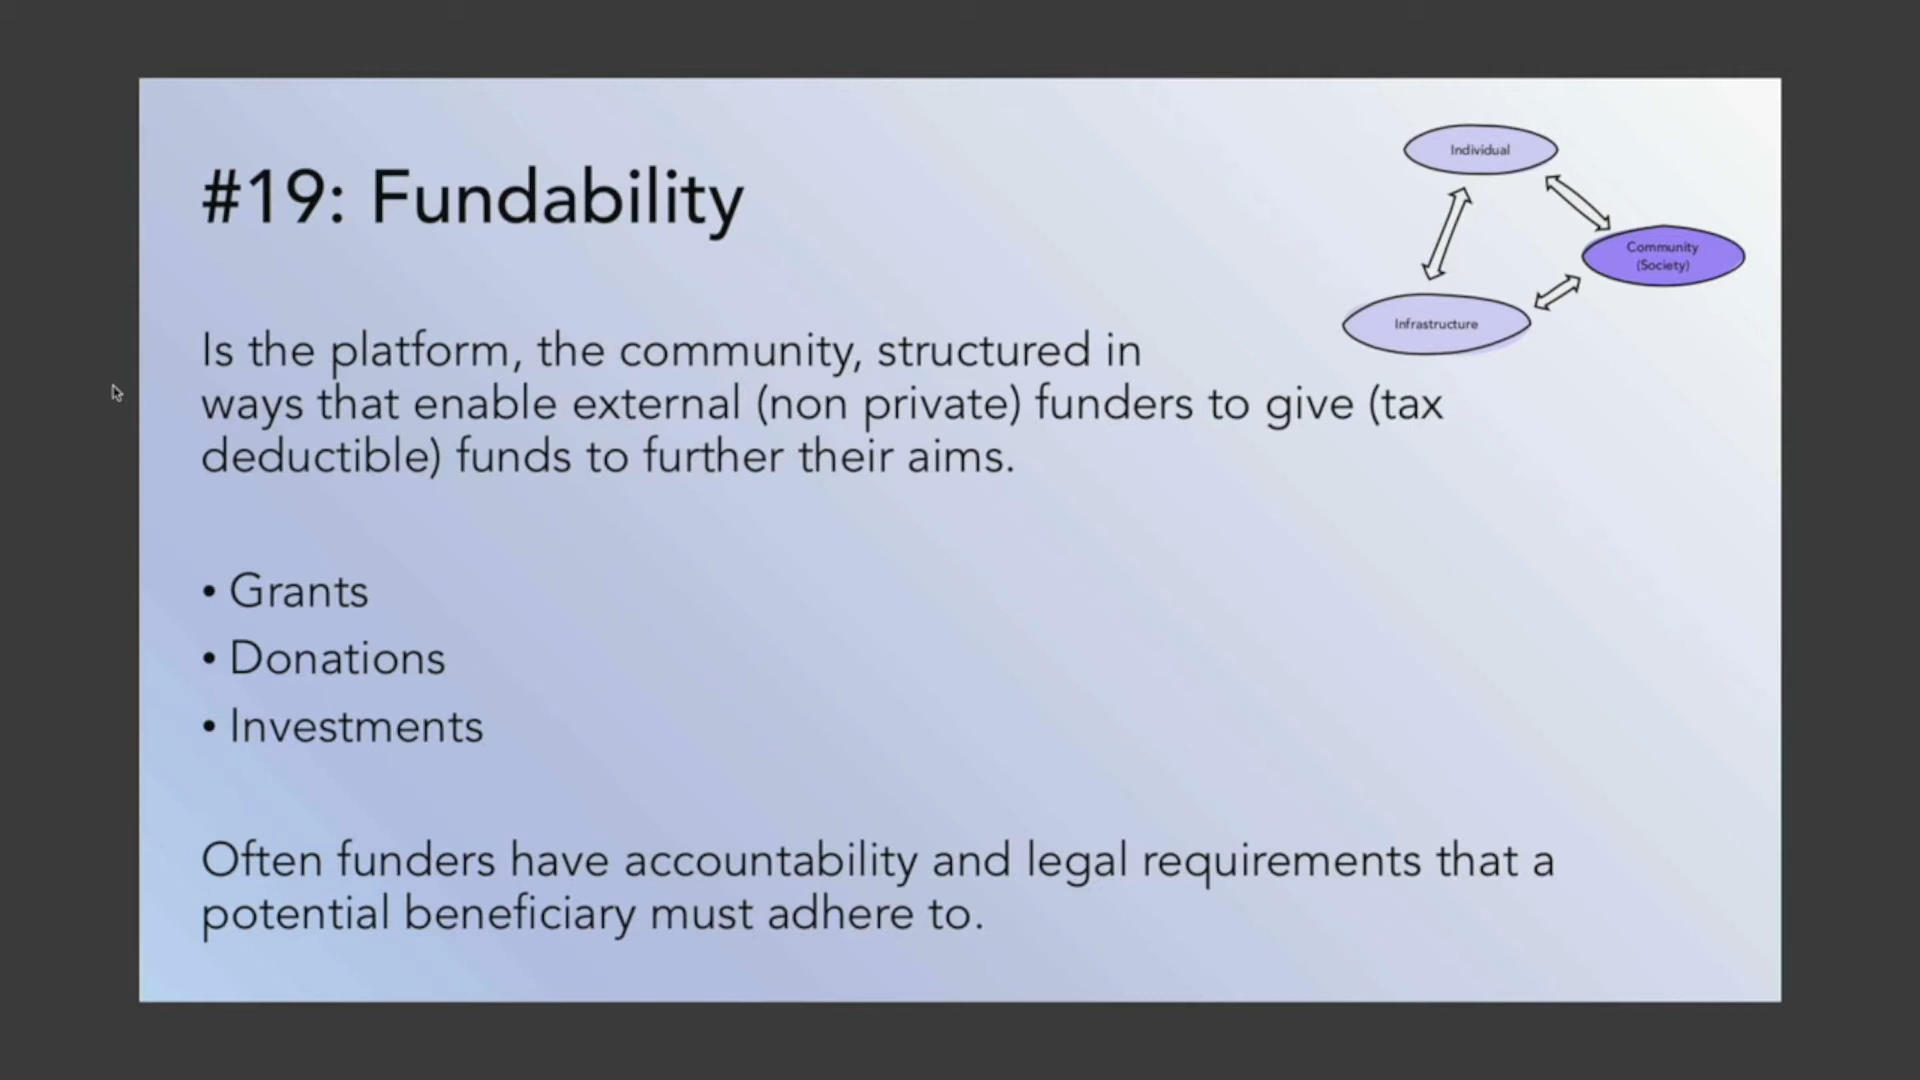 #19: Fundability
Individual
Community
(Society)
Infrastructure
Is the platform, the community, structured in
ways that enable external (non private) funders to give (tax
deductible) funds to further their aims.
• Grants
• Donations
• Investments
Often funders have accountability and legal requirements that a
potential beneficiary must adhere to.